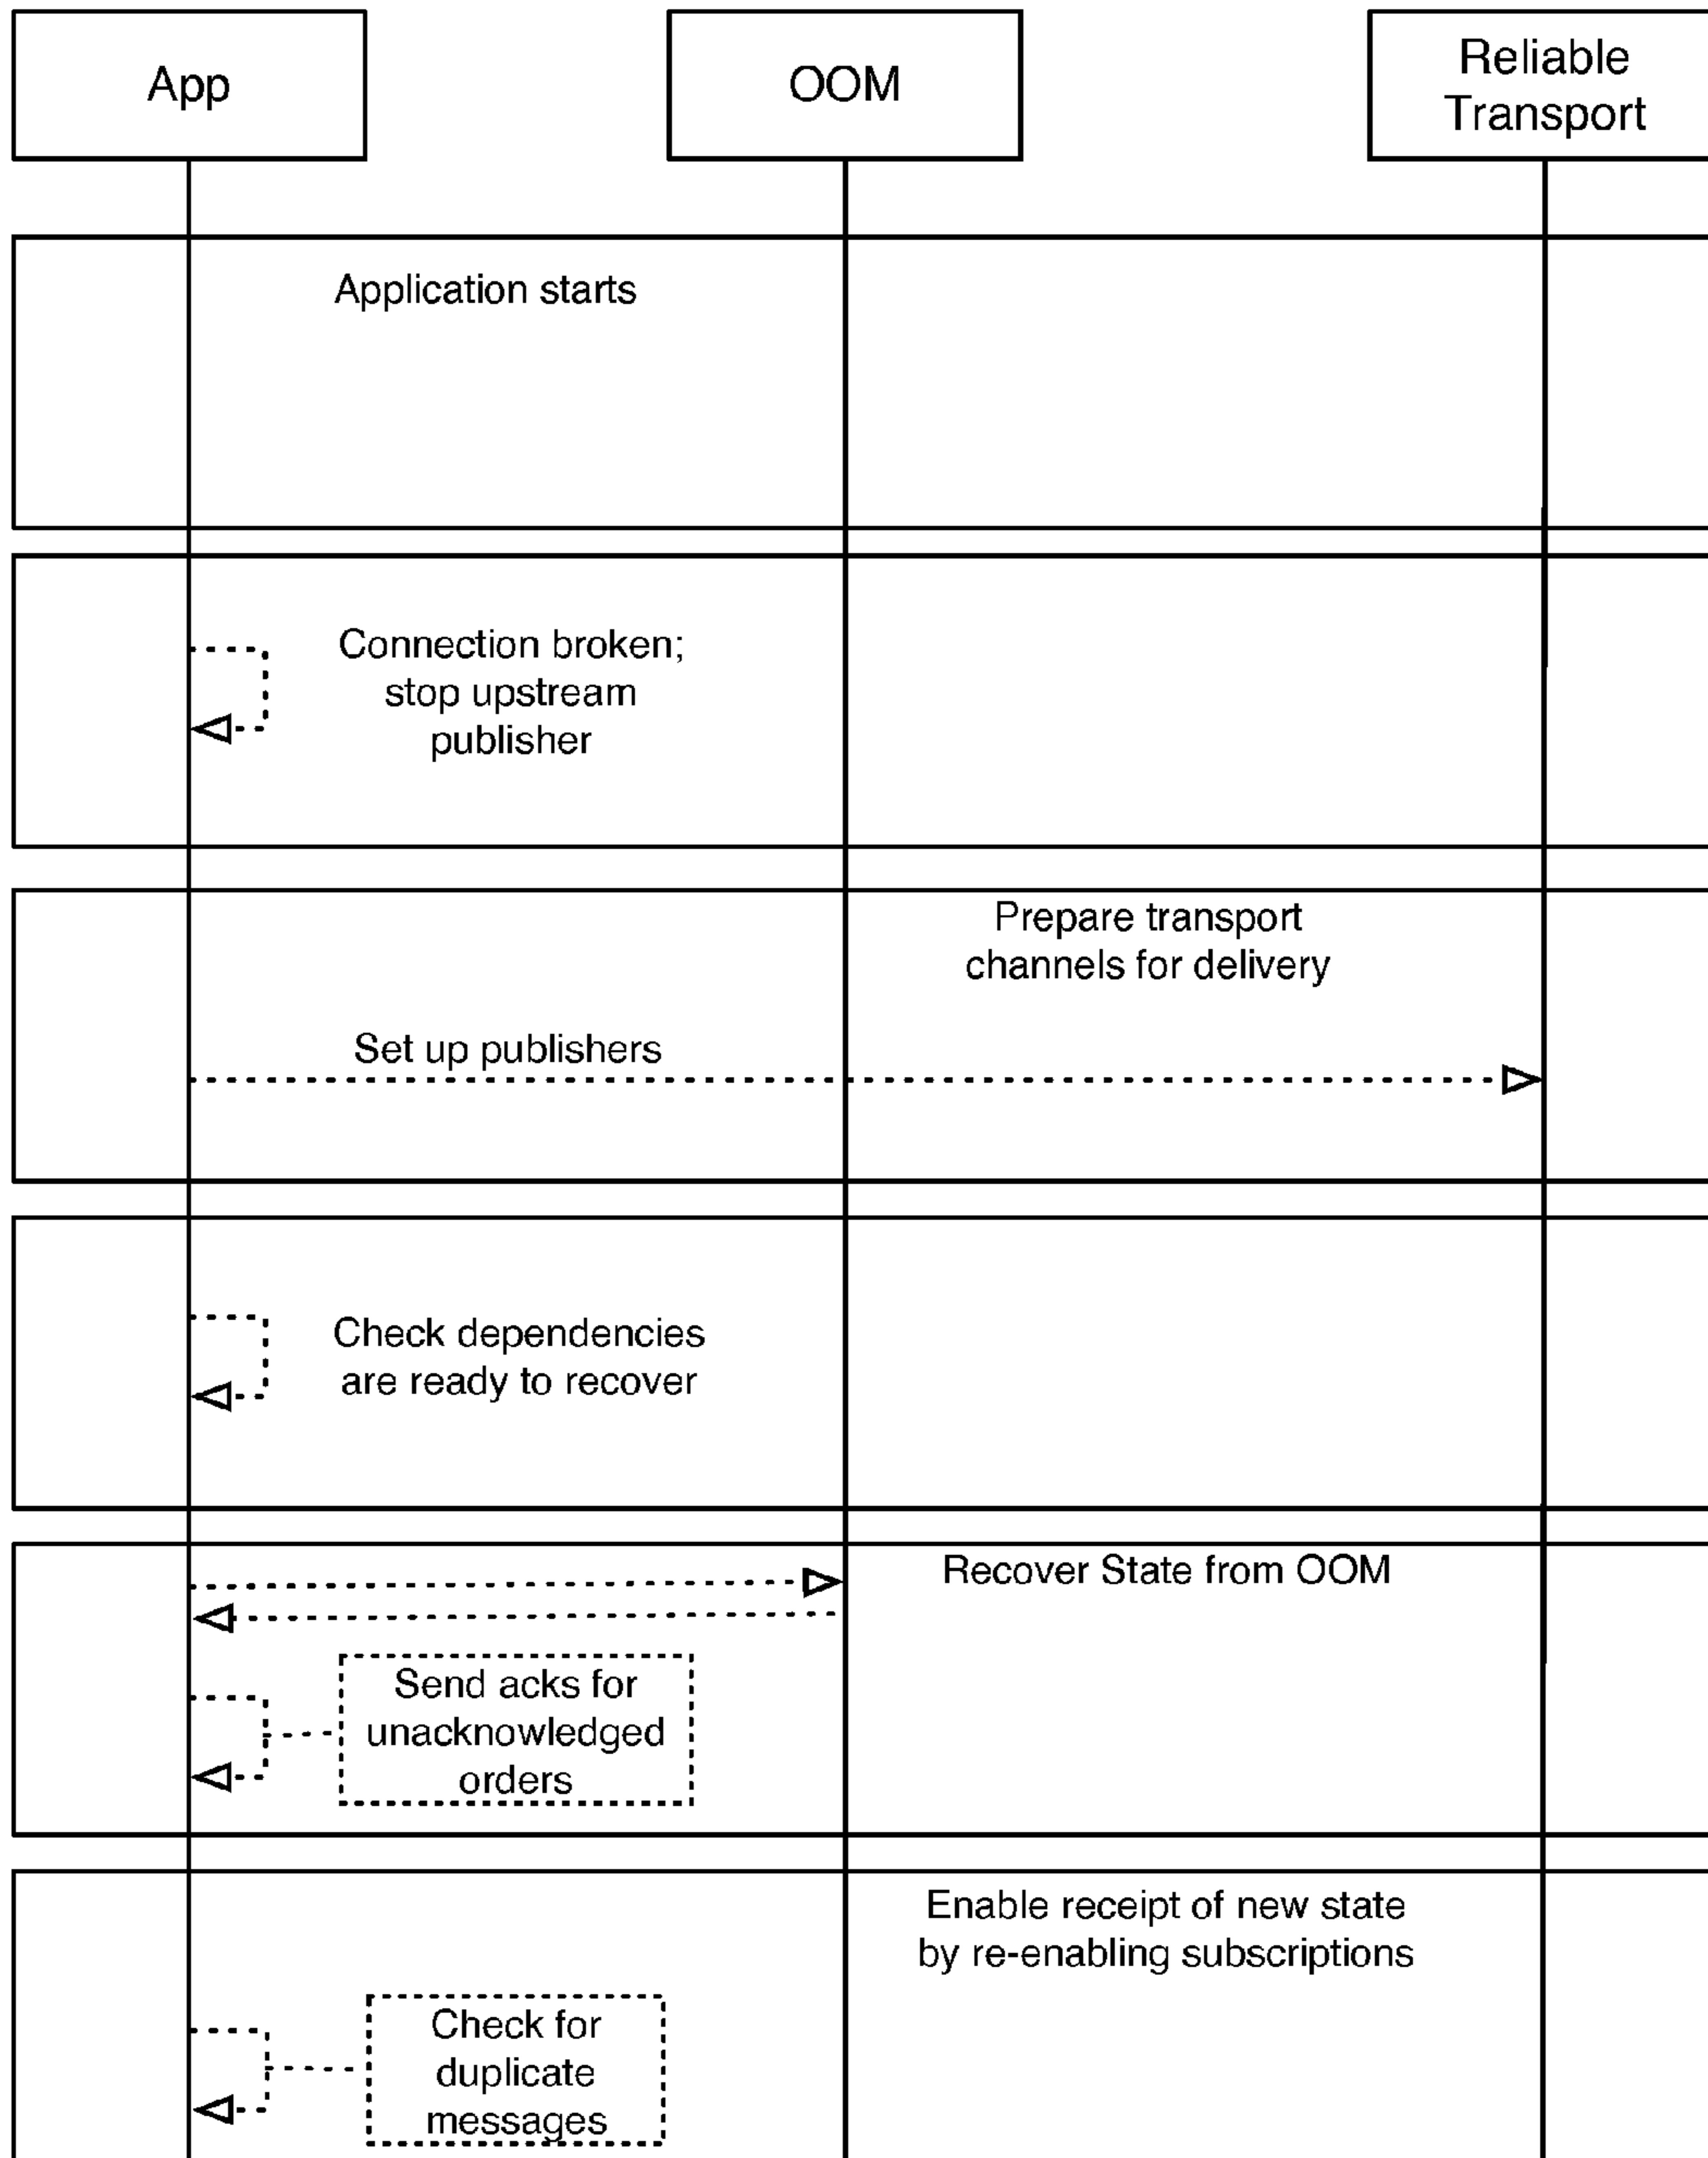 App
OOM
Reliable
Transport
Application starts
Connection broken;
stop upstream
publisher
Prepare transport
channels for delivery
Set up publishers
Check dependencies
are ready to recover
Recover State from OOM
Send acks for
unacknowledged
orders
Enable receipt of new state
by re-enabling subscriptions
Check for
duplicate
messages